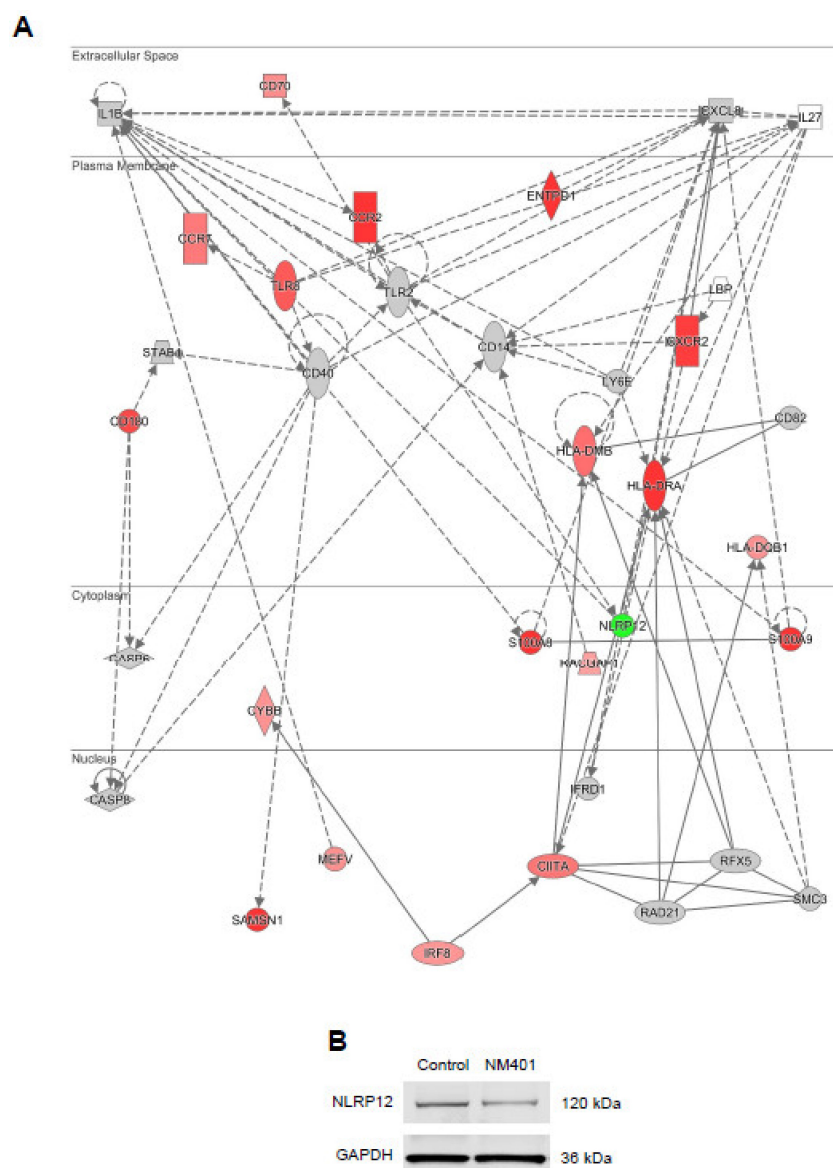 A
Extracellular Space
CD70
IL1B
CXCL8
IL27
Plasma Membrane
ENTPD1
CCR2
CCR7
TLR8
TLR2
LBP
CXCR2
STAB1
CD14
CD40
LY6E
CD180
CD82
HLA-DMB
HLA-DRA
HLA-DQB1
Cytoplasm
NLRP12
S100A8
S100A9
RACGAP1
CASP5
CYBB
Nucleus
IFRD1
CASP8
MEFV
CIITA
RFX5
SMC3
RAD21
SAMSN1
IRF8
B
Control NM401
NLRP12 120 kDa
GAPDH 36 kDa